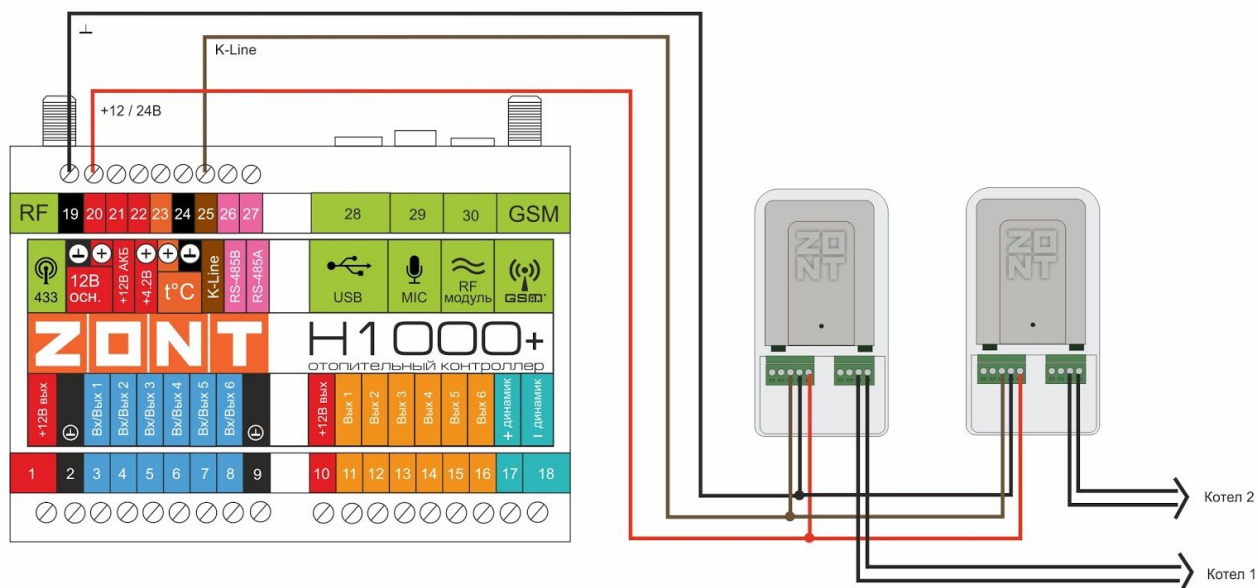 ⊥
K-Line
+12 / 24В
RF 19 20 21 22 23 24 25 26 27 28 29 30 GSM
433
12В
осн.
+12В АКБ
+4.2В
t°C
K-Line
RS-485B
RS-485A
USB
MIC
RF
модуль
GSM
ZONT
H1000+
отопительный контроллер
+12В вых
Вх/Вых 1
Вх/Вых 2
Вх/Вых 3
Вх/Вых 4
Вх/Вых 5
Вх/Вых 6
+12В вых
Вых 1
Вых 2
Вых 3
Вых 4
Вых 5
Вых 6
+ динамик
– динамик
1 2 3 4 5 6 7 8 9 10 11 12 13 14 15 16 17 18
ZO
NT
ZO
NT
Котел 2
Котел 1